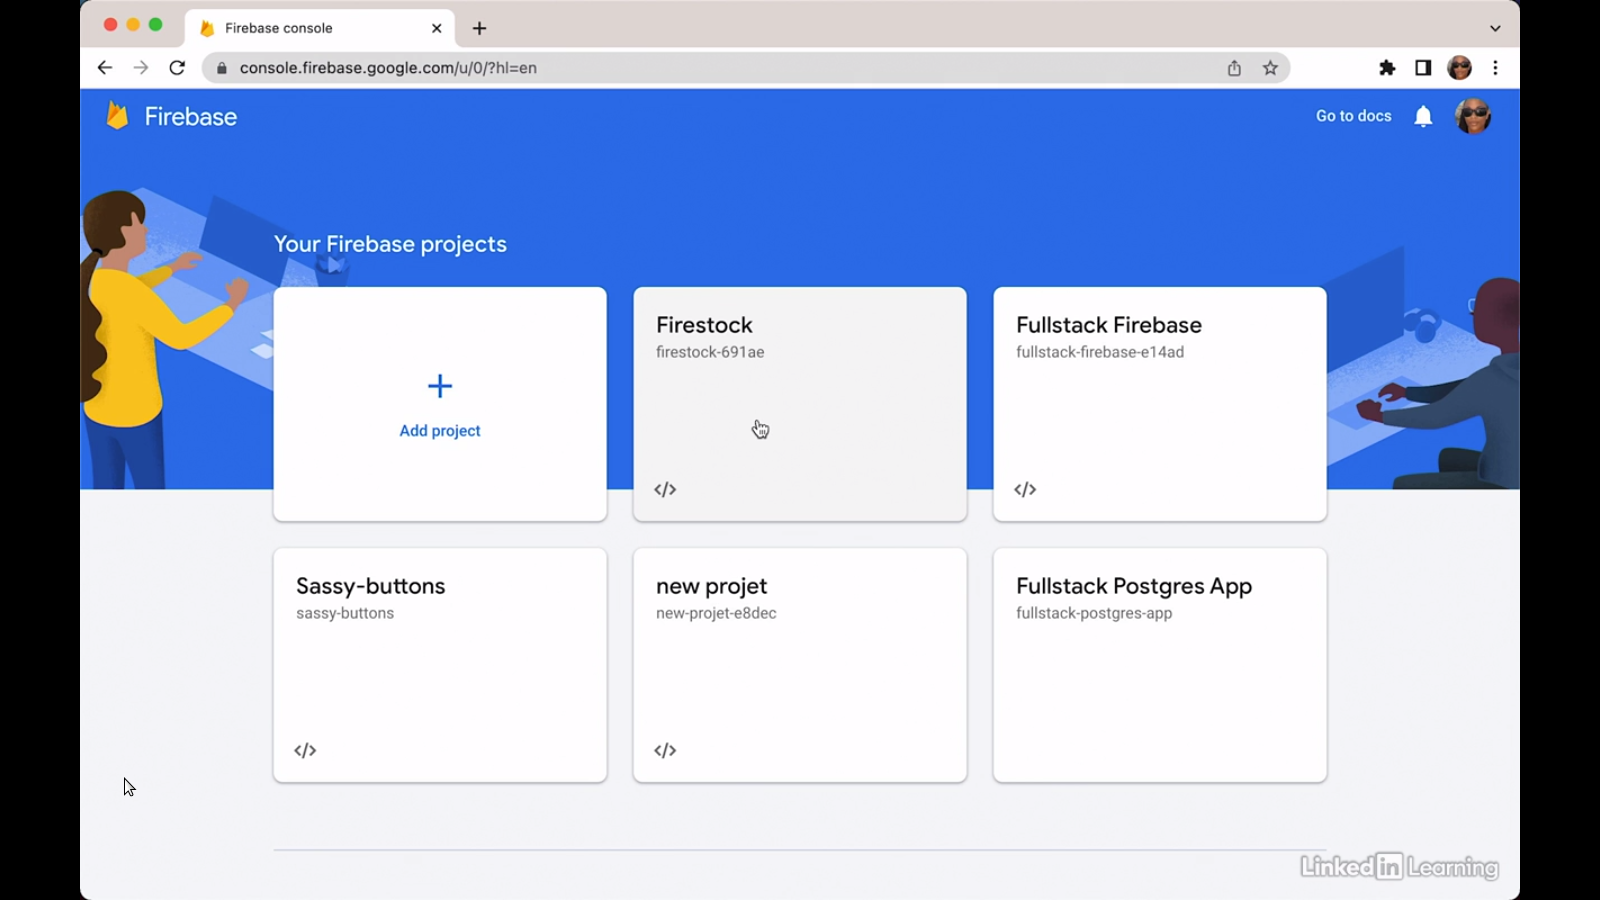 Firebase console
console.firebase.google.com/u/0/?hl=en
Firebase
Go to docs
Your Firebase projects
Add project
Firestock
firestock-691ae
</>
Fullstack Firebase
fullstack-firebase-e14ad
</>
Sassy-buttons
sassy-buttons
</>
new projet
new-projet-e8dec
</>
Fullstack Postgres App
fullstack-postgres-app
LinkedIn Learning